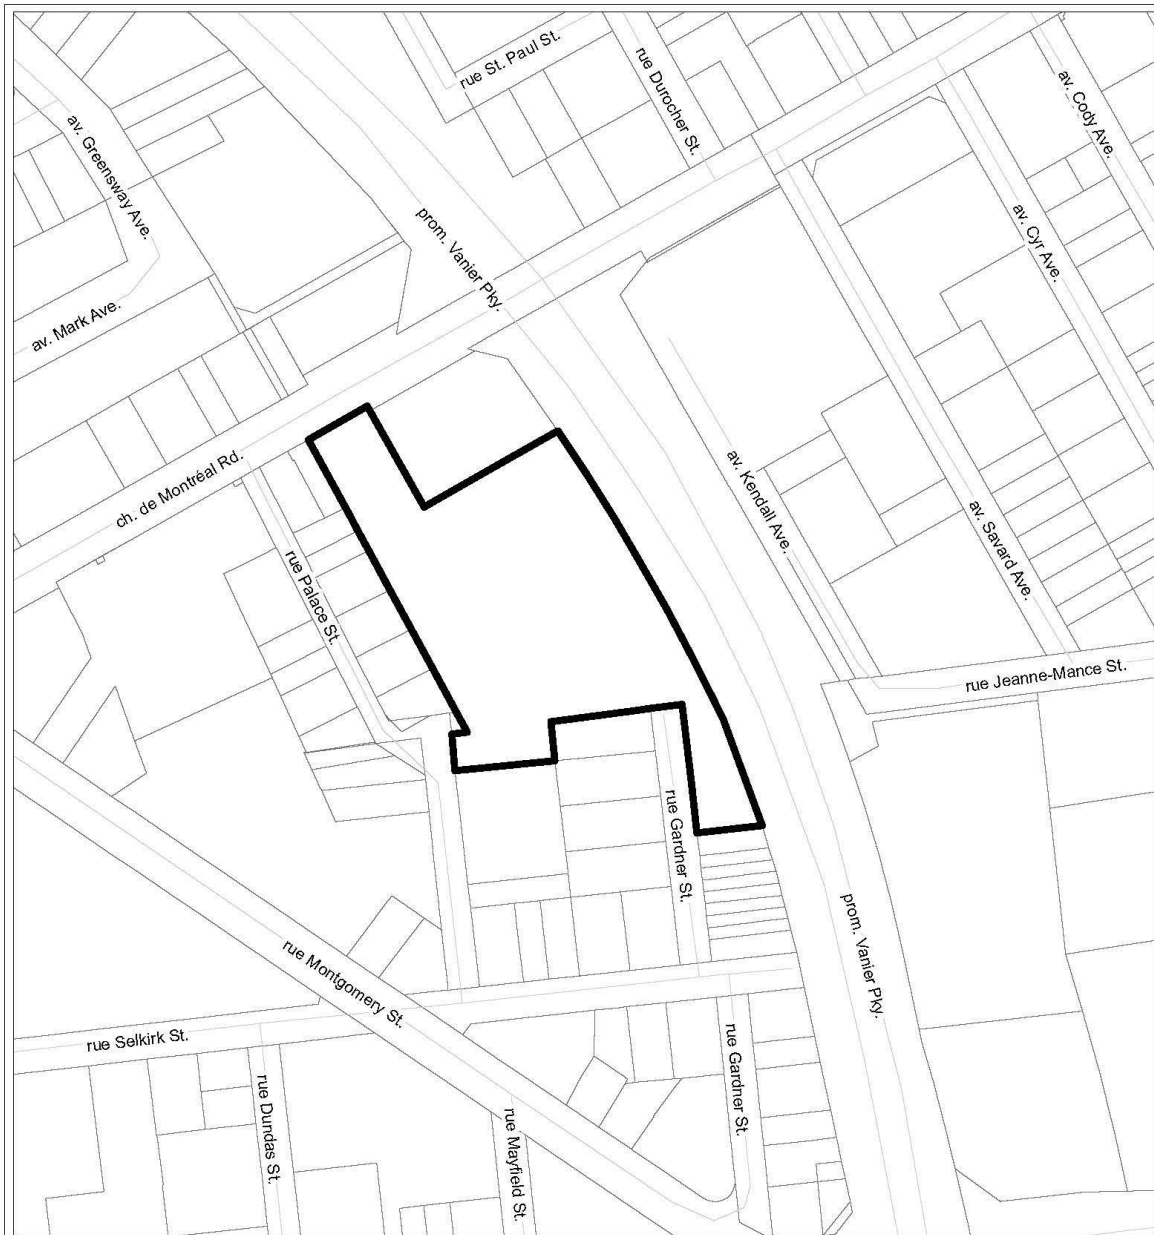 rue St. Paul St.
rue Durocher St.
av. Cody Ave.
av. Greensway Ave.
prom. Vanier Pky.
av. Cyr Ave.
av. Mark Ave.
ch. de Montréal Rd.
av. Kendall Ave.
av. Savard Ave.
rue Palace St.
rue Jeanne-Mance St.
rue Gardner St.
prom. Vanier Pky.
rue Montgomery St.
rue Selkirk St.
rue Gardner St.
rue Dundas St.
rue Mayfield St.